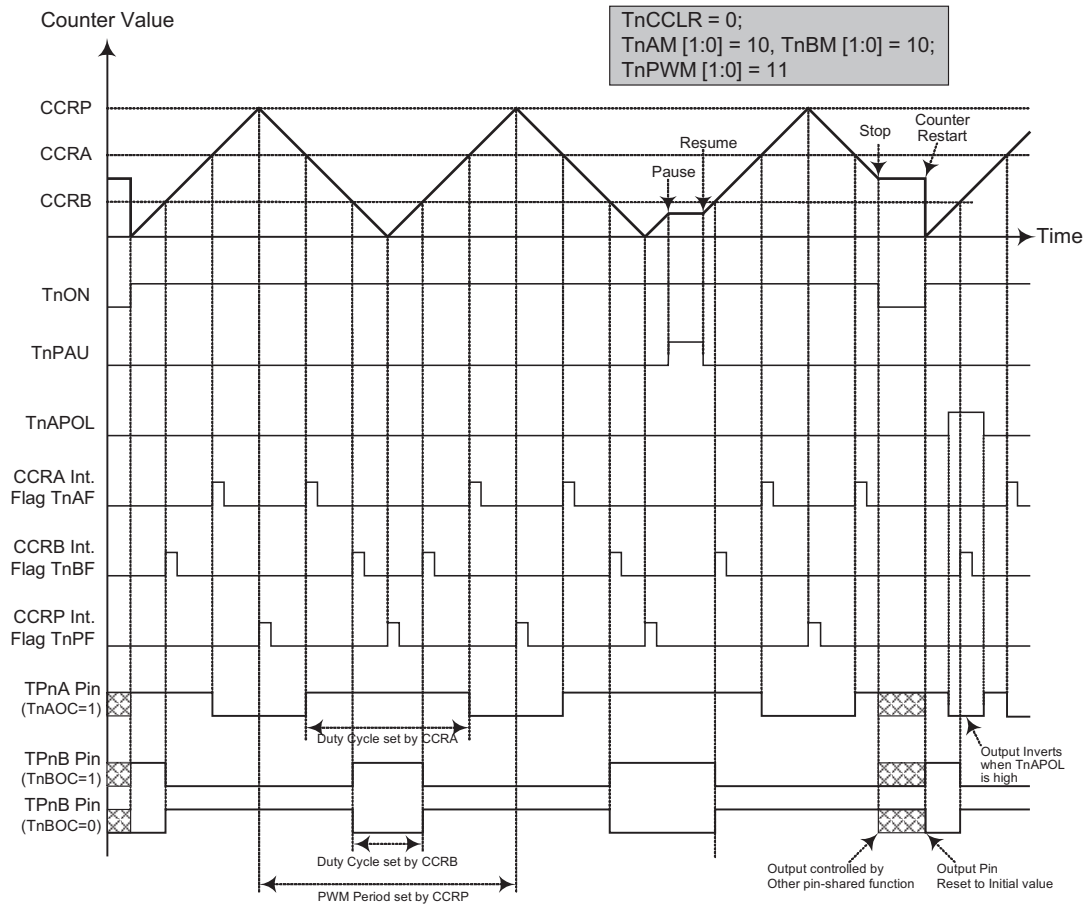 Counter Value
TnCCLR = 0;
TnAM [1:0] = 10, TnBM [1:0] = 10;
TnPWM [1:0] = 11
CCRP
CCRA
CCRB
Pause
Resume
Stop
Counter
Restart
Time
TnON
TnPAU
TnAPOL
CCRA Int.
Flag TnAF
CCRB Int.
Flag TnBF
CCRP Int.
Flag TnPF
TPnA Pin
(TnAOC=1)
Duty Cycle set by CCRA
Output Inverts
when TnAPOL
is high
TPnB Pin
(TnBOC=1)
TPnB Pin
(TnBOC=0)
Duty Cycle set by CCRB
PWM Period set by CCRP
Output controlled by
Other pin-shared function
Output Pin
Reset to Initial value